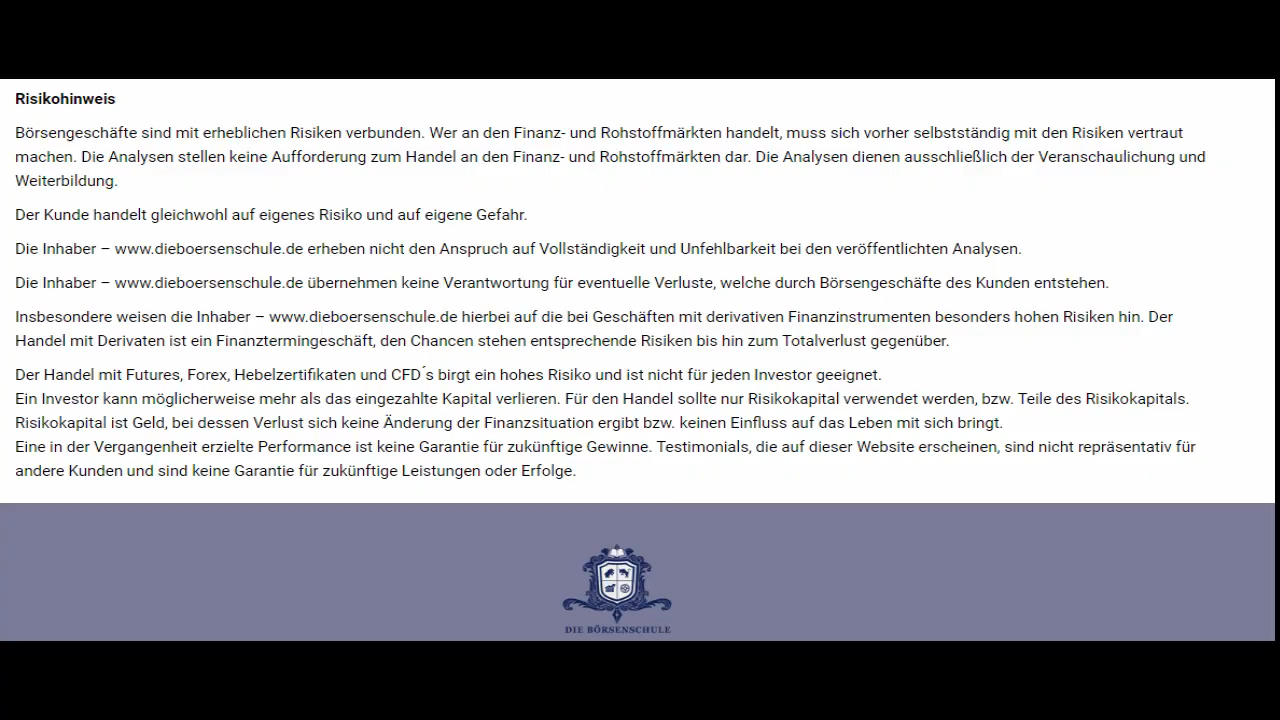 Risikohinweis
Börsengeschäfte sind mit erheblichen Risiken verbunden. Wer an den Finanz- und Rohstoffmärkten handelt, muss sich vorher selbstständig mit den Risiken vertraut
machen. Die Analysen stellen keine Aufforderung zum Handel an den Finanz- und Rohstoffmärkten dar. Die Analysen dienen ausschließlich der Veranschaulichung und
Weiterbildung.
Der Kunde handelt gleichwohl auf eigenes Risiko und auf eigene Gefahr.
Die Inhaber – www.dieboersenschule.de erheben nicht den Anspruch auf Vollständigkeit und Unfehlbarkeit bei den veröffentlichten Analysen.
Die Inhaber – www.dieboersenschule.de übernehmen keine Verantwortung für eventuelle Verluste, welche durch Börsengeschäfte des Kunden entstehen.
Insbesondere weisen die Inhaber – www.dieboersenschule.de hierbei auf die bei Geschäften mit derivativen Finanzinstrumenten besonders hohen Risiken hin. Der
Handel mit Derivaten ist ein Finanztermingeschäft, den Chancen stehen entsprechende Risiken bis hin zum Totalverlust gegenüber.
Der Handel mit Futures, Forex, Hebelzertifikaten und CFD´s birgt ein hohes Risiko und ist nicht für jeden Investor geeignet.
Ein Investor kann möglicherweise mehr als das eingezahlte Kapital verlieren. Für den Handel sollte nur Risikokapital verwendet werden, bzw. Teile des Risikokapitals.
Risikokapital ist Geld, bei dessen Verlust sich keine Änderung der Finanzsituation ergibt bzw. keinen Einfluss auf das Leben mit sich bringt.
Eine in der Vergangenheit erzielte Performance ist keine Garantie für zukünftige Gewinne. Testimonials, die auf dieser Website erscheinen, sind nicht repräsentativ für
andere Kunden und sind keine Garantie für zukünftige Leistungen oder Erfolge.
DIE BÖRSENSCHULE